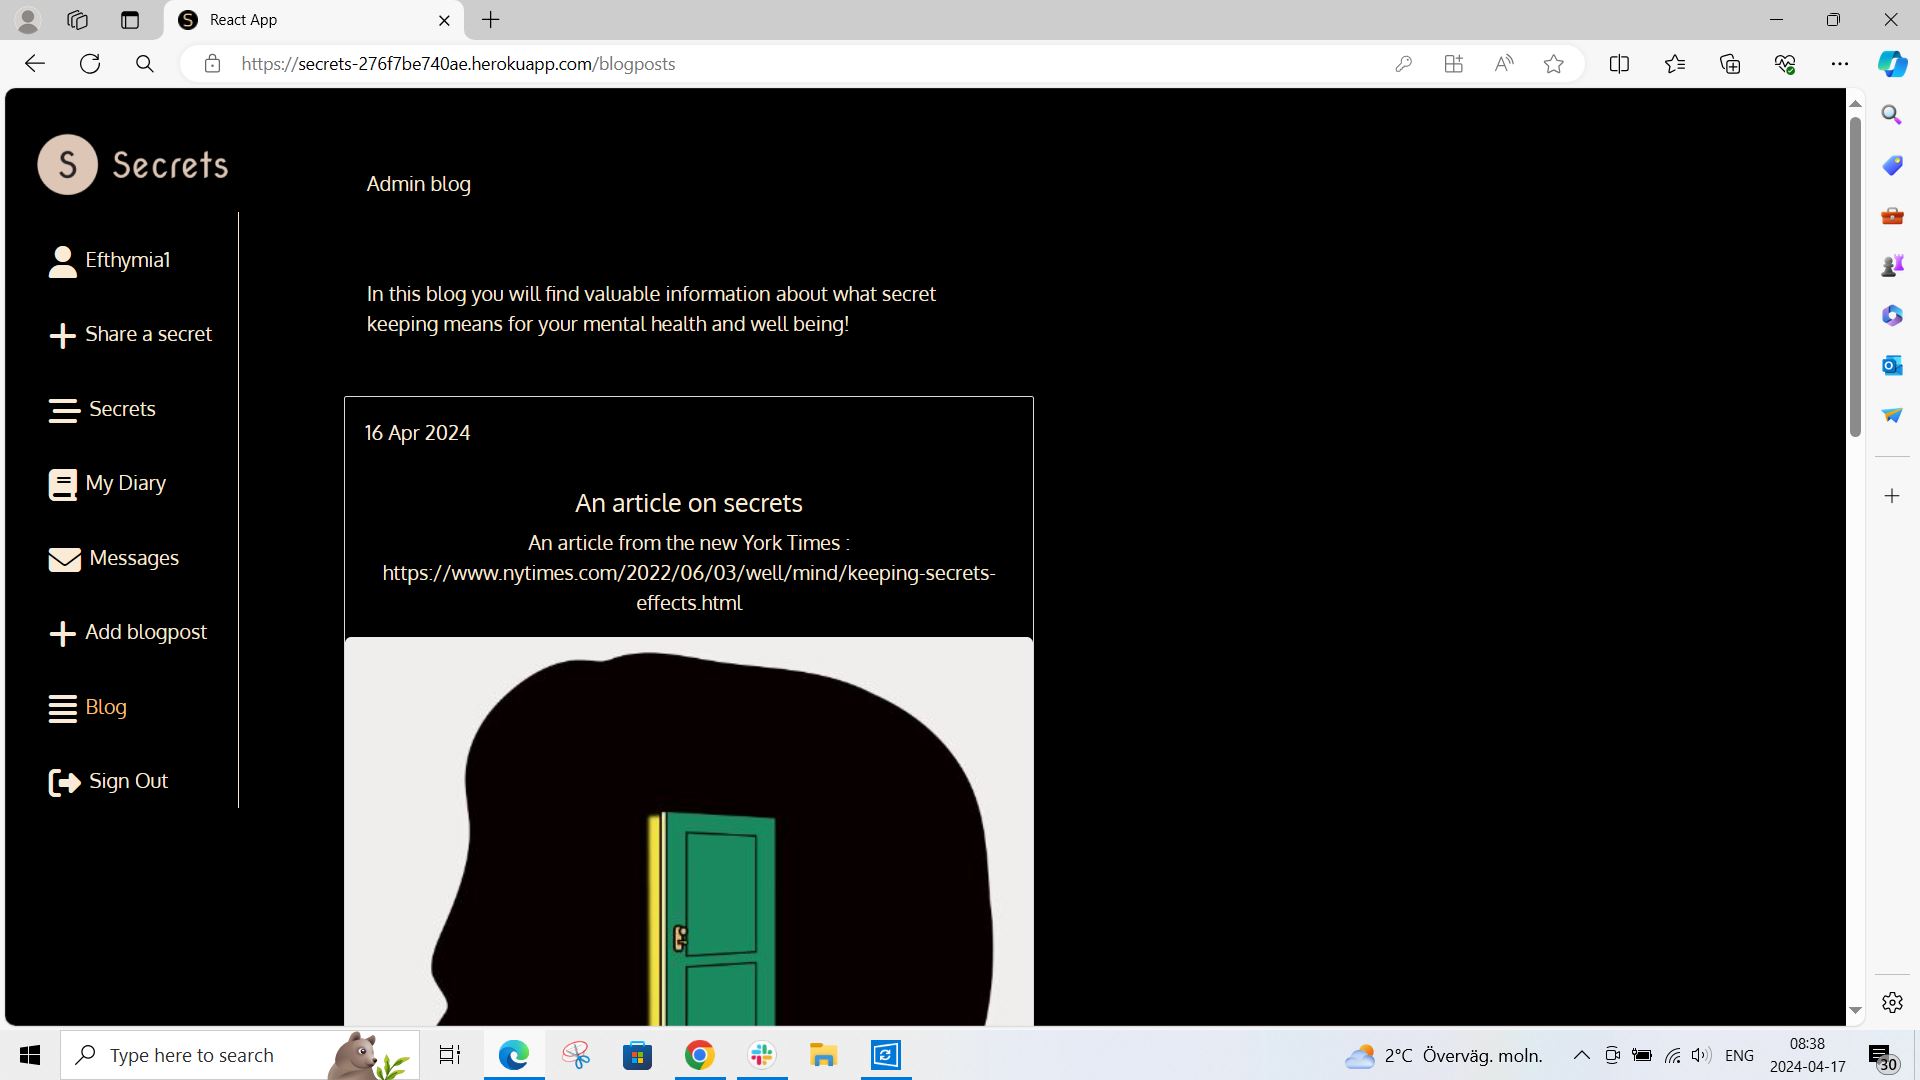 React App
https://secrets-276f7be740ae.herokuapp.com/blogposts
S Secrets
Efthymia1
Share a secret
Secrets
My Diary
Messages
Add blogpost
Blog
Sign Out
Admin blog
In this blog you will find valuable information about what secret
keeping means for your mental health and well being!
16 Apr 2024
An article on secrets
An article from the new York Times :
https://www.nytimes.com/2022/06/03/well/mind/keeping-secrets-
effects.html
Type here to search
2°C Överväg. moln.
ENG
08:38
2024-04-17
30